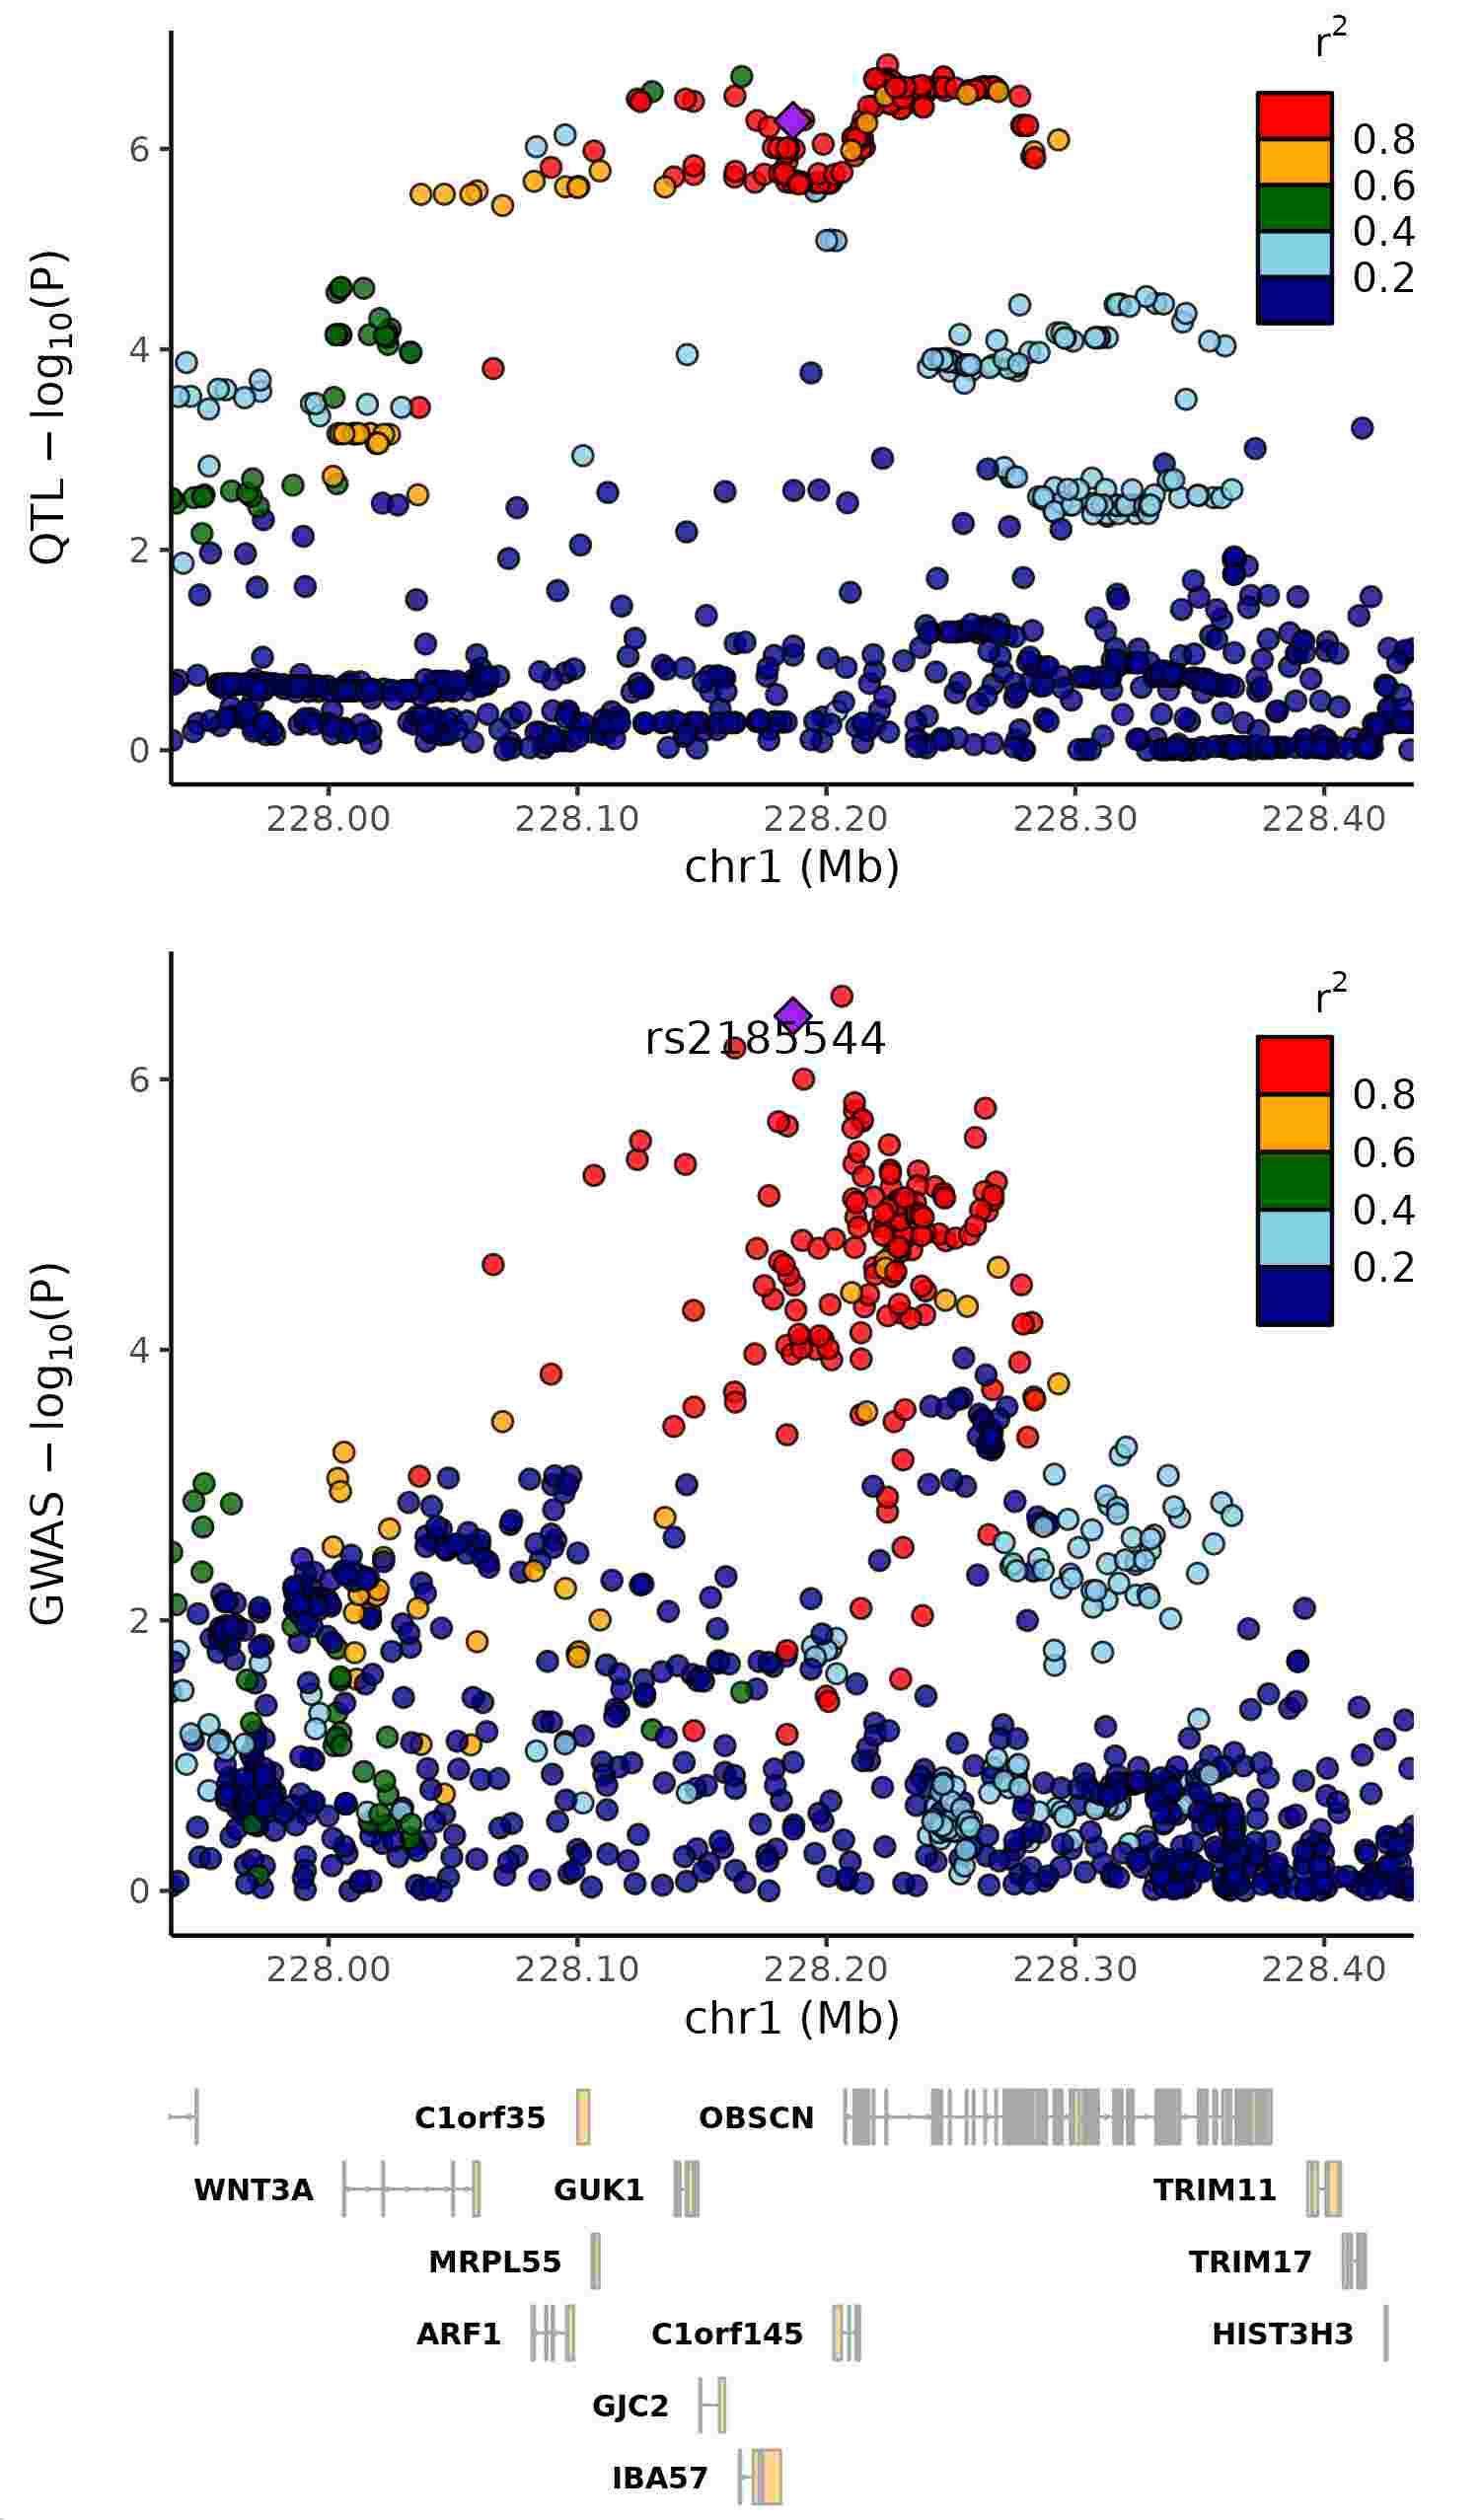 r2
0.8
0.6
0.4
0.2
6
4
2
0
QTL − log10(P)
228.00 228.10 228.20 228.30 228.40
chr1 (Mb)
r2
rs2185544
0.8
0.6
0.4
0.2
6
4
2
0
GWAS − log10(P)
228.00 228.10 228.20 228.30 228.40
chr1 (Mb)
C1orf35 OBSCN
WNT3A GUK1 TRIM11
MRPL55 TRIM17
ARF1 C1orf145 HIST3H3
GJC2
IBA57